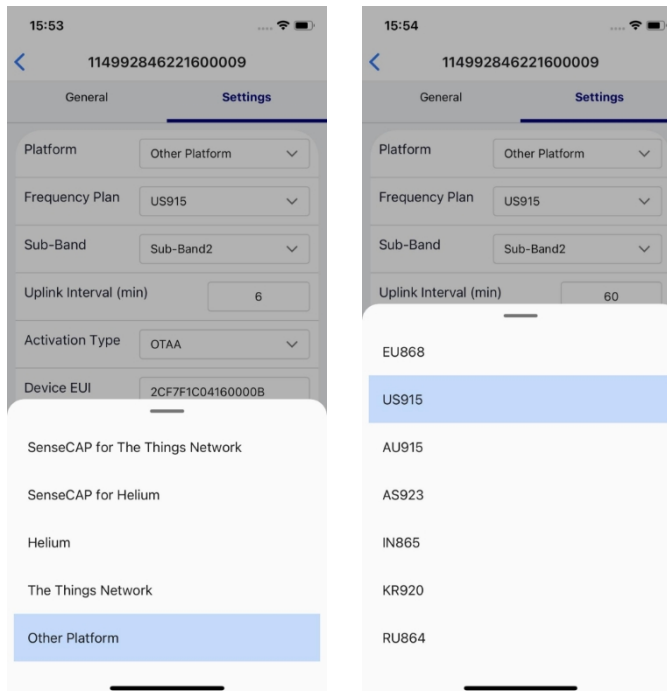 15:53
114992846221600009
General Settings
Platform Other Platform
Frequency Plan US915
Sub-Band Sub-Band2
Uplink Interval (min) 6
Activation Type OTAA
Device EUI 2CF7F1C04160000B
SenseCAP for The Things Network
SenseCAP for Helium
Helium
The Things Network
Other Platform
15:54
114992846221600009
General Settings
Platform Other Platform
Frequency Plan US915
Sub-Band Sub-Band2
Uplink Interval (min) 60
EU868
US915
AU915
AS923
IN865
KR920
RU864